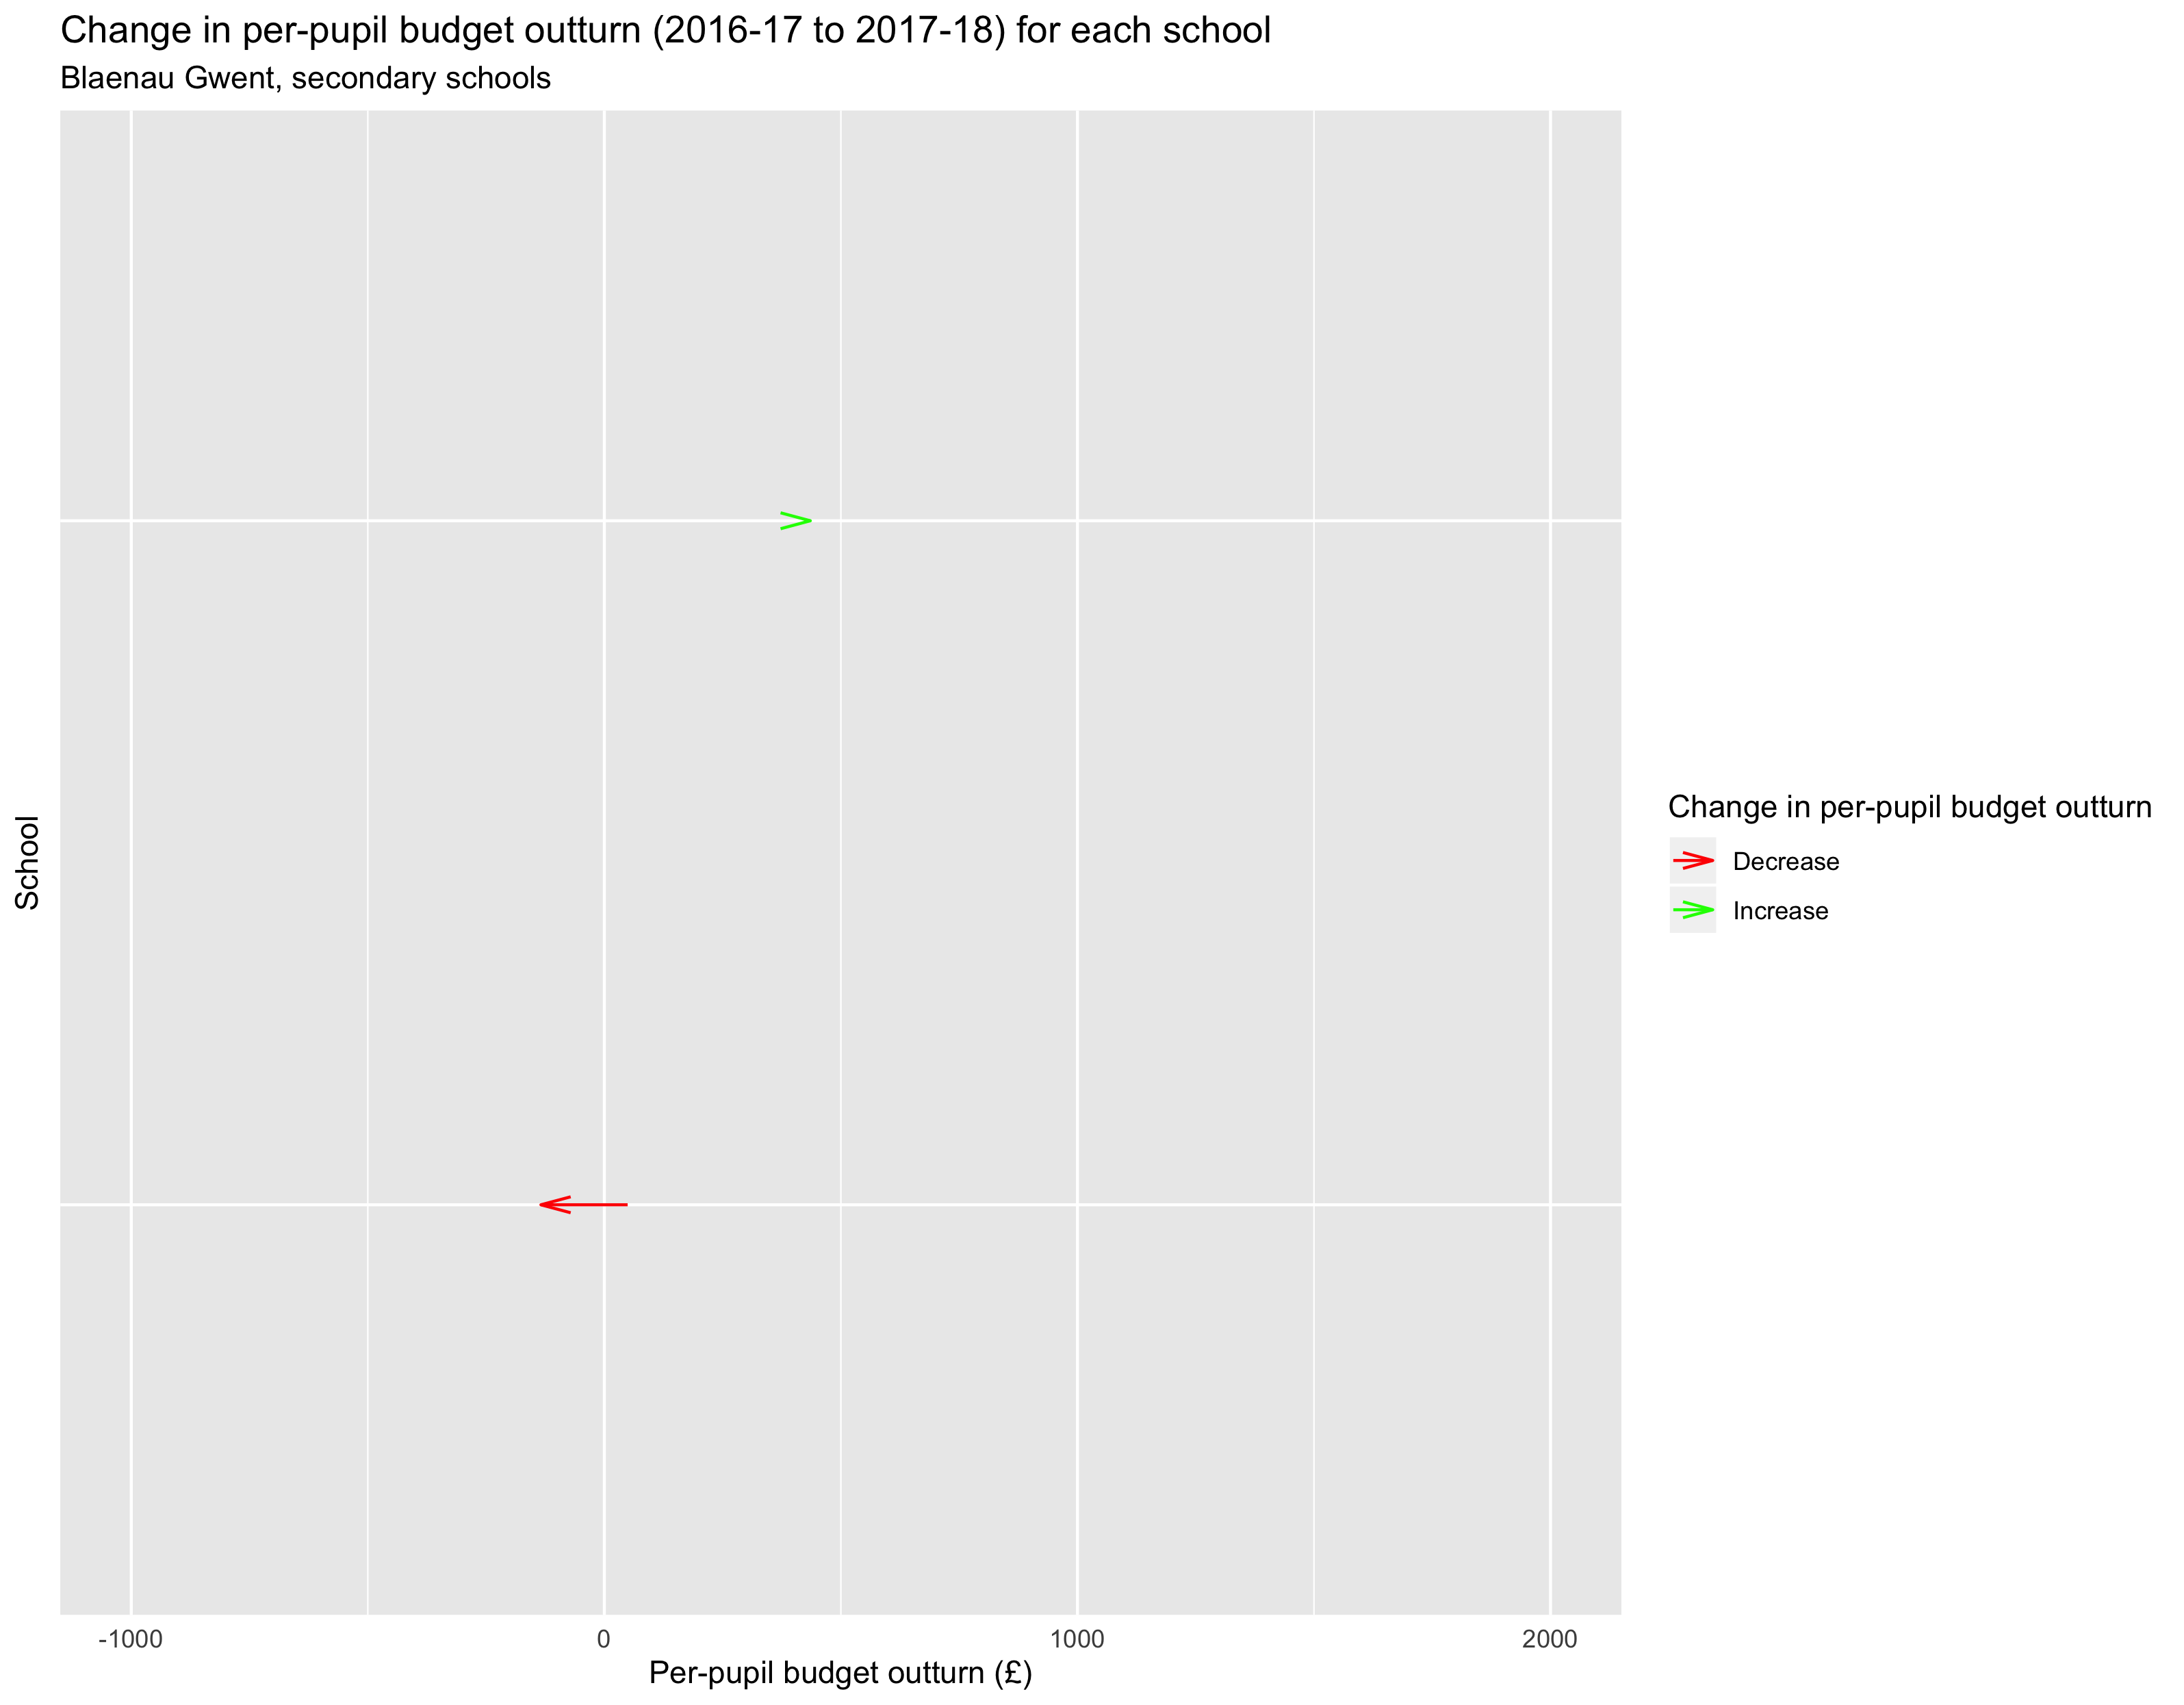 Change in per-pupil budget outturn (2016-17 to 2017-18) for each school
Blaenau Gwent, secondary schools
School
Change in per-pupil budget outturn
Decrease
Increase
-1000
0
1000
2000
Per-pupil budget outturn (£)